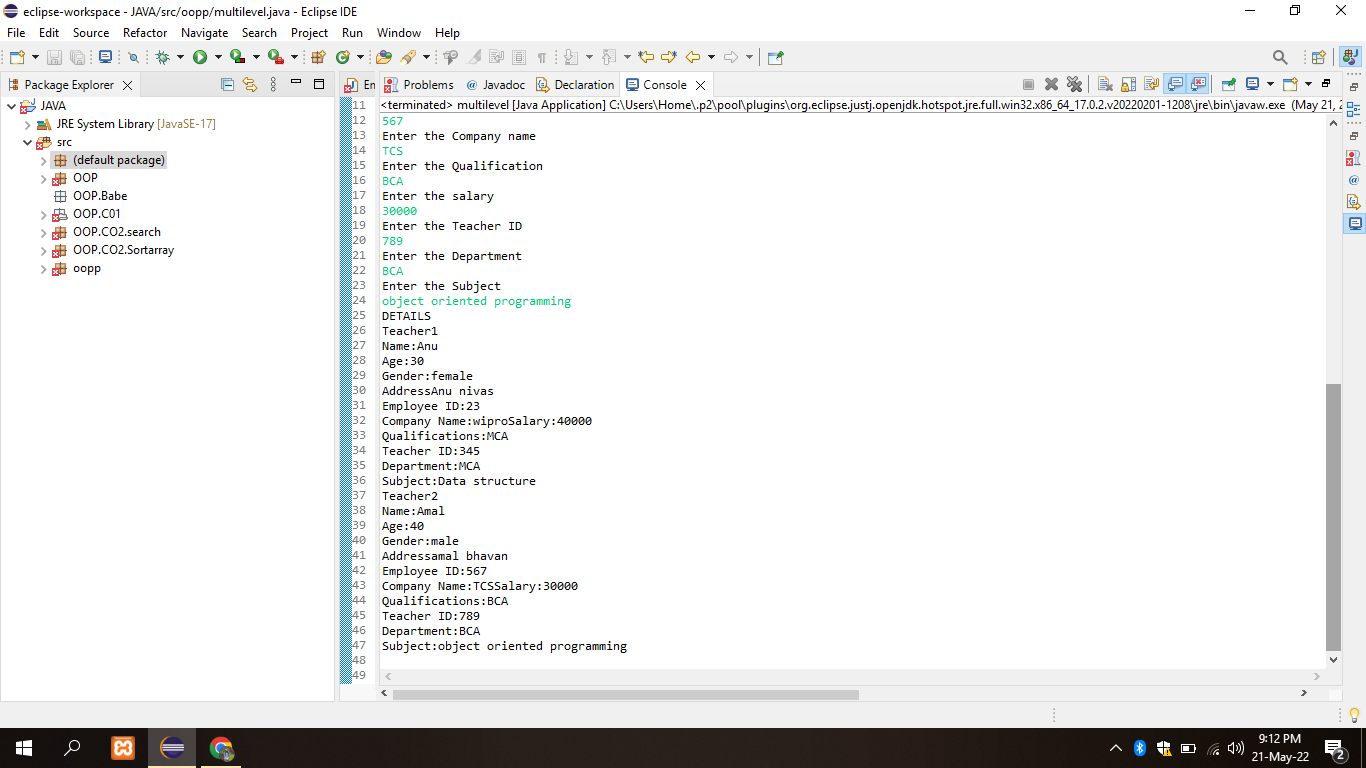 eclipse-workspace - JAVA/src/oopp/multilevel.java - Eclipse IDE
File Edit Source Refactor Navigate Search Project Run Window Help
Package Explorer
JAVA
JRE System Library [JavaSE-17]
src
(default package)
OOP
OOP.Babe
OOP.C01
OOP.CO2.search
OOP.CO2.Sortarray
oopp
En Problems @ Javadoc Declaration Console
11 <terminated> multilevel [Java Application] C:\Users\Home\.p2\pool\plugins\org.eclipse.justj.openjdk.hotspot.jre.full.win32.x86_64_17.0.2.v20220201-1208\jre\bin\javaw.exe (May 21, 2
12 567
13 Enter the Company name
14 TCS
15 Enter the Qualification
16 BCA
17 Enter the salary
18 30000
19 Enter the Teacher ID
20 789
21 Enter the Department
22 BCA
23 Enter the Subject
24 object oriented programming
25 DETAILS
26 Teacher1
27 Name:Anu
28 Age:30
29 Gender:female
30 AddressAnu nivas
31 Employee ID:23
32 Company Name:wiproSalary:40000
33 Qualifications:MCA
34 Teacher ID:345
35 Department:MCA
36 Subject:Data structure
37 Teacher2
38 Name:Amal
39 Age:40
40 Gender:male
41 Addressamal bhavan
42 Employee ID:567
43 Company Name:TCSSalary:30000
44 Qualifications:BCA
45 Teacher ID:789
46 Department:BCA
47 Subject:object oriented programming
48
49
9:12 PM
21-May-22
2